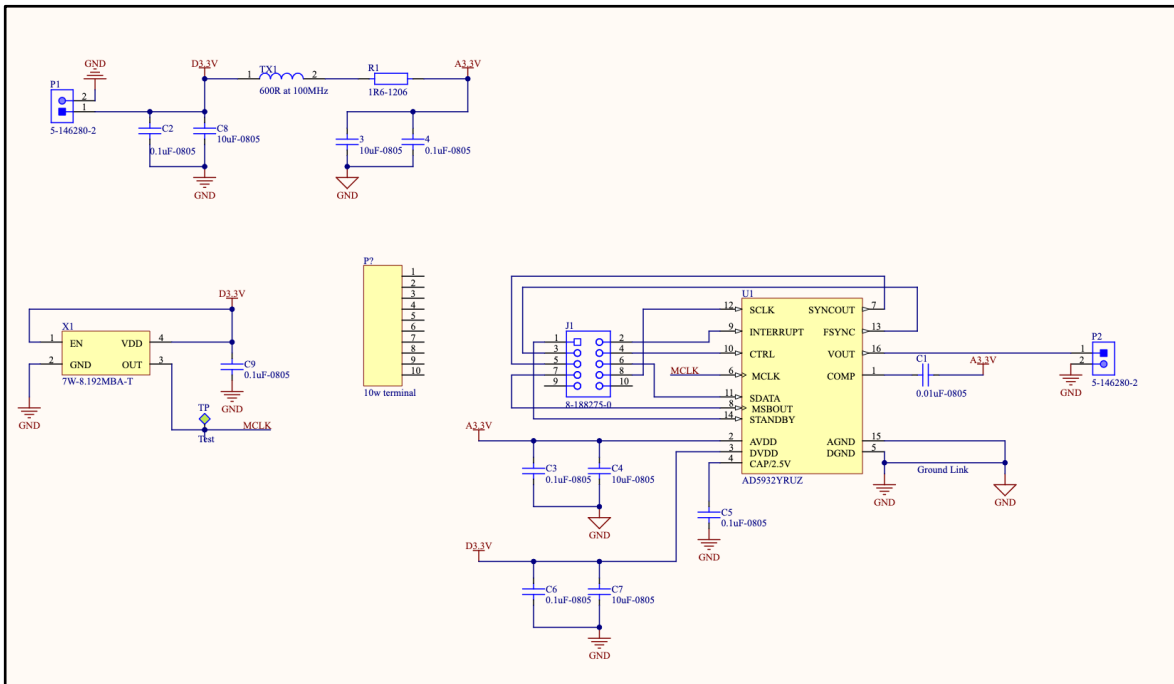 GND
P1
2
1
5-146280-2
D3.3V
1
TX1
2
600R at 100MHz
R1
1R6-1206
A3.3V
C2
0.1uF-0805
C8
10uF-0805
GND
3
10uF-0805
4
0.1uF-0805
GND
D3.3V
X1
1
EN
VDD
4
2
GND
OUT
3
7W-8.192MBA-T
GND
C9
0.1uF-0805
GND
TP
Test
MCLK
P?
1
2
3
4
5
6
7
8
9
10
10w terminal
J1
1
2
3
4
5
6
7
8
9
10
8-188275-0
MCLK
U1
12
SCLK
SYNCOUT
7
9
INTERRUPT
FSYNC
13
10
CTRL
VOUT
16
6
MCLK
COMP
1
11
SDATA
8
MSBOUT
14
STANDBY
2
AVDD
AGND
15
3
DVDD
DGND
5
4
CAP/2.5V
AD5932YRUZ
C1
0.01uF-0805
A3.3V
P2
1
2
5-146280-2
GND
Ground Link
GND
GND
A3.3V
C3
0.1uF-0805
C4
10uF-0805
GND
C5
0.1uF-0805
GND
D3.3V
C6
0.1uF-0805
C7
10uF-0805
GND